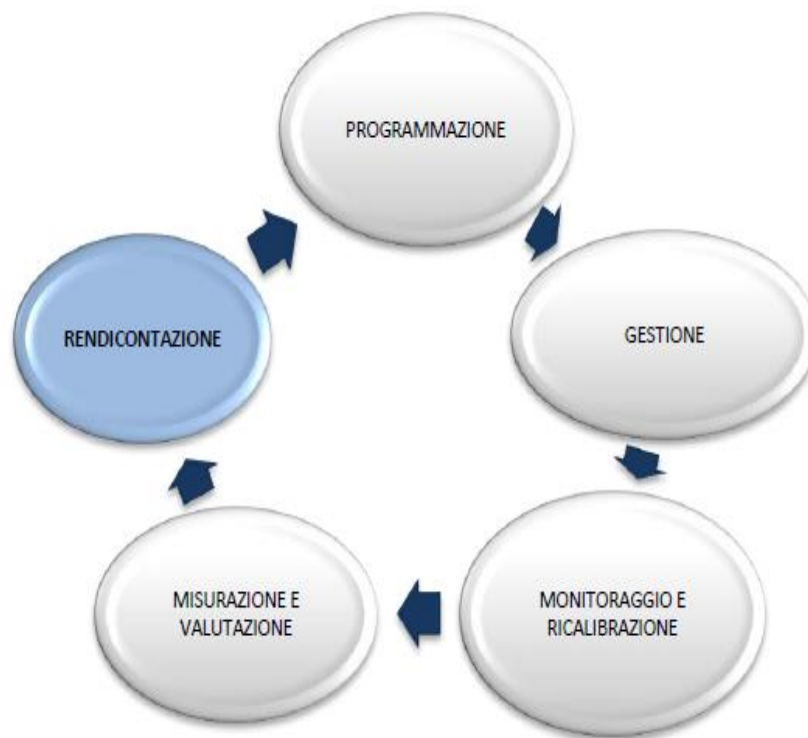 PROGRAMMAZIONE
GESTIONE
MONITORAGGIO E
RICALIBRAZIONE
MISURAZIONE E
VALUTAZIONE
RENDICONTAZIONE